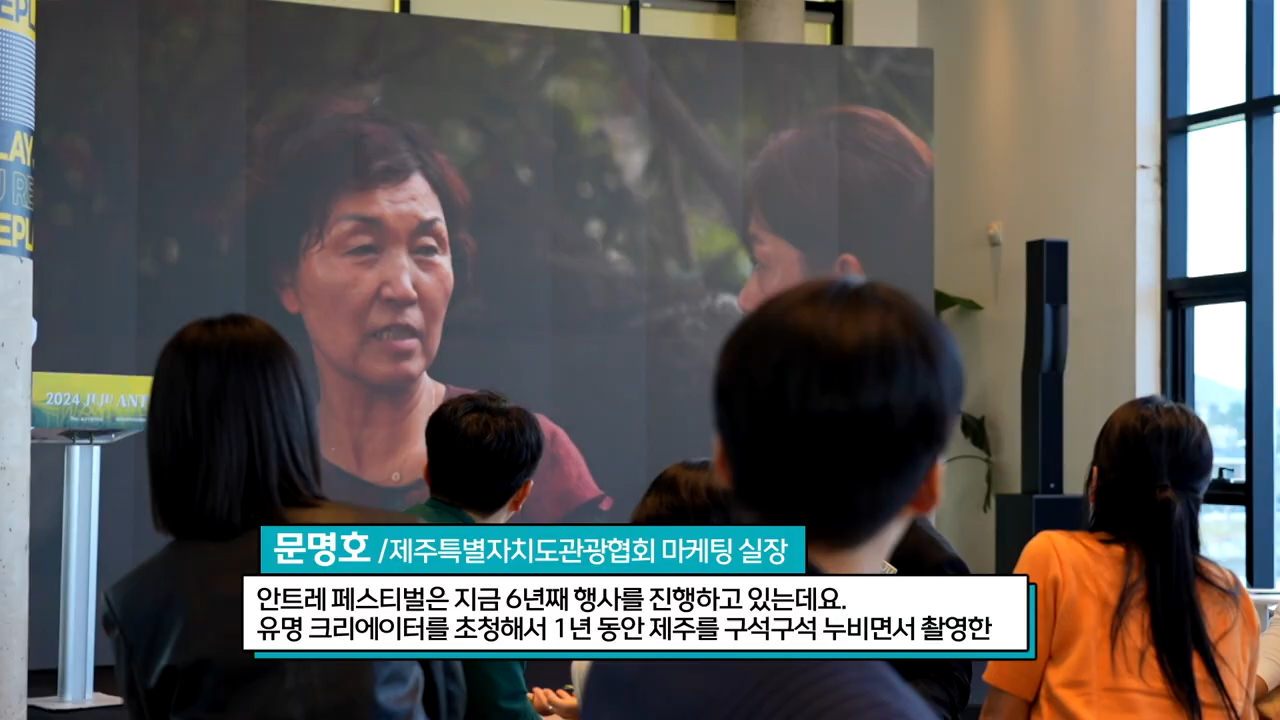 2024 JEJU ANT
문명호 /제주특별자치도관광협회 마케팅 실장
안트레 페스티벌은 지금 6년째 행사를 진행하고 있는데요.
유명 크리에이터를 초청해서 1년 동안 제주를 구석구석 누비면서 촬영한